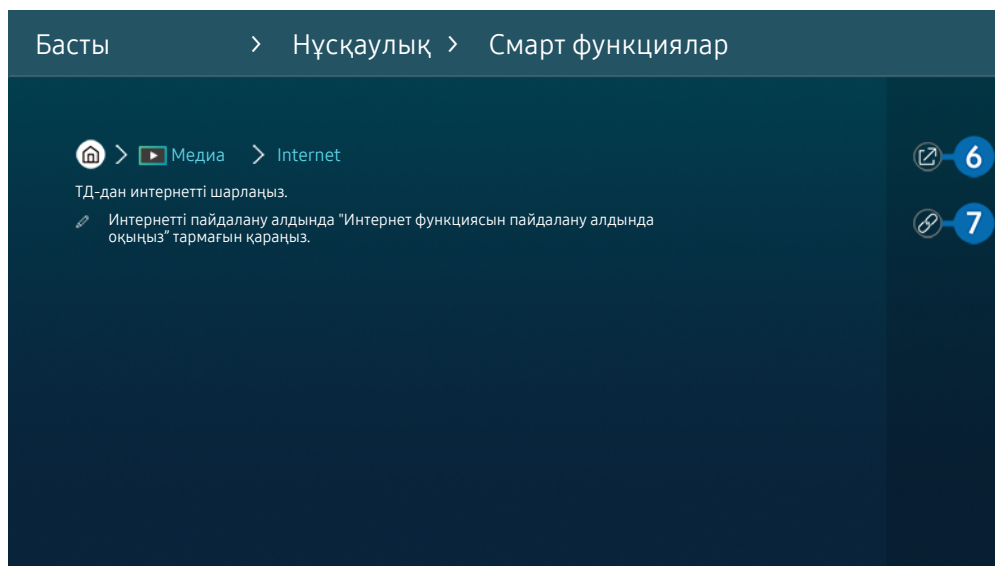 Басты > Нұсқаулық > Смарт функциялар
> Медиа > Internet
ТД-дан интернетті шарлаңыз.
Интернетті пайдалану алдында "Интернет функциясын пайдалану алдында
оқыңыз” тармағын қараңыз.
6
7